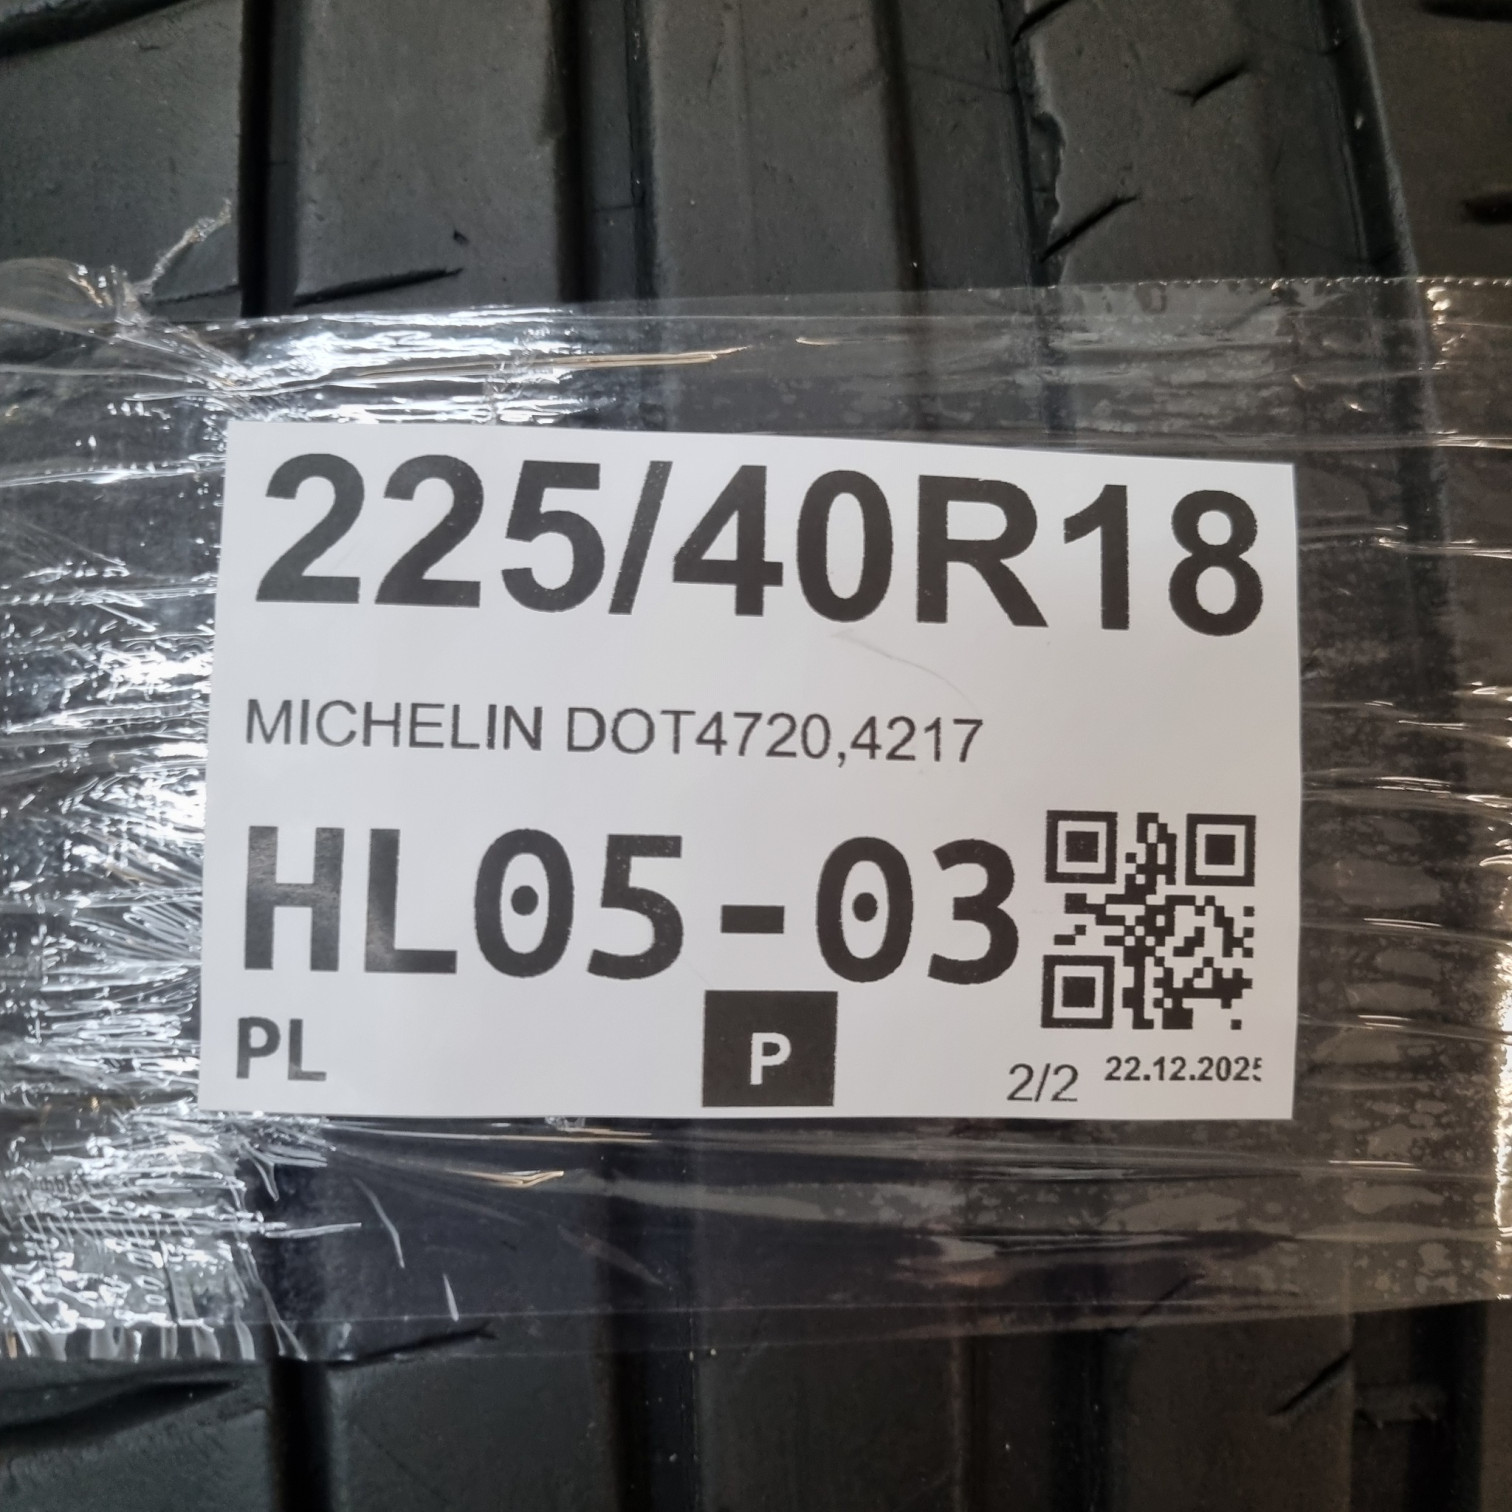 225/40R18
MICHELIN DOT4720,4217
HL05-03
PL
P
2/2 22.12.2025